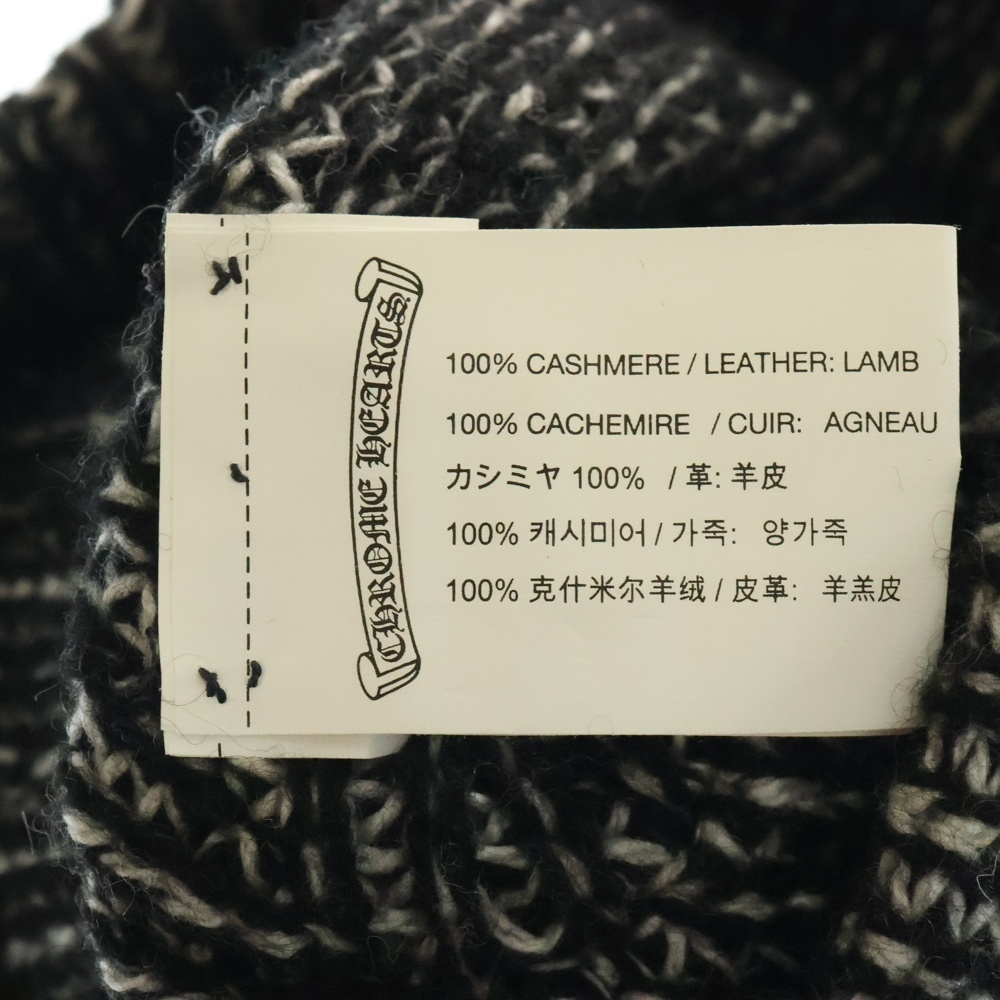 CHROME HEARTS
100% CASHMERE / LEATHER: LAMB
100% CACHEMIRE / CUIR: AGNEAU
カシミヤ 100% / 革: 羊皮
100% 캐시미어 / 가죽: 양가죽
100% 克什米尔羊绒 / 皮革: 羊羔皮